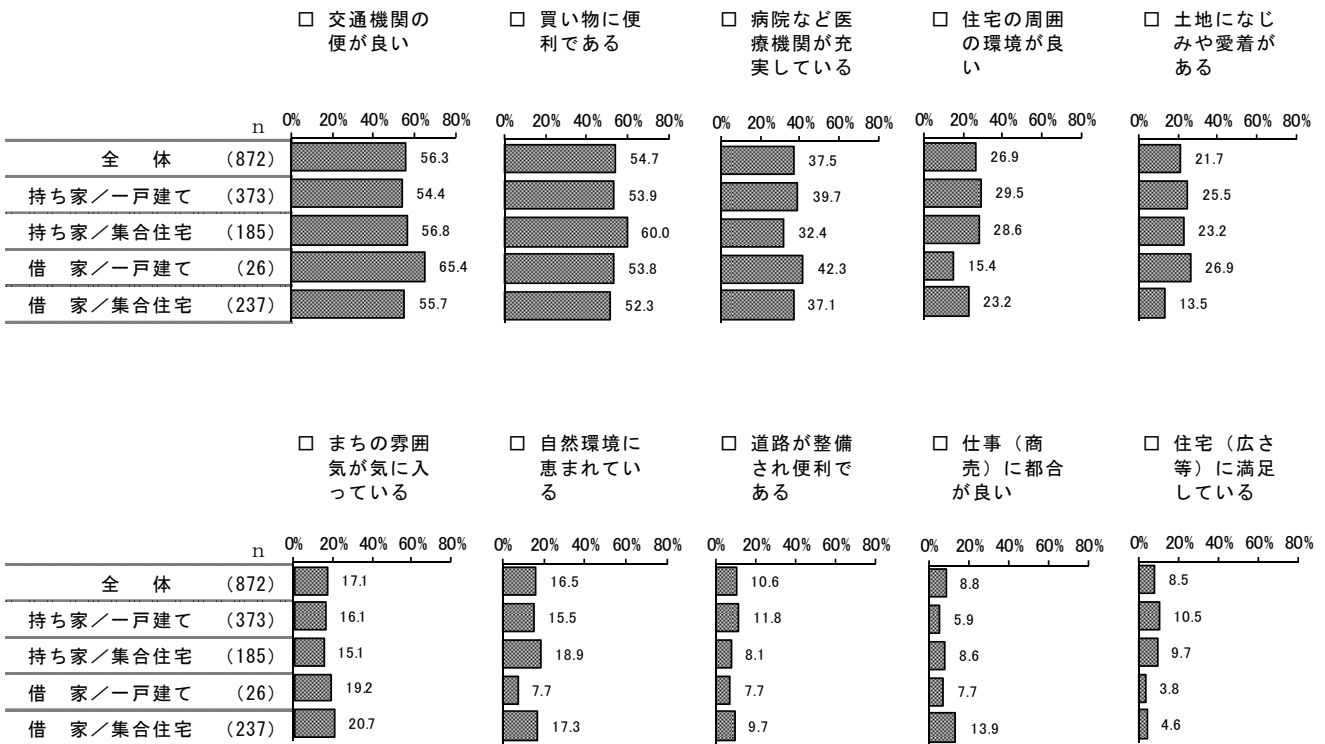 □ 交通機関の
便が良い
□ 買い物に便
利である
□ 病院など医
療機関が充
実している
□ 住宅の周囲
の環境が良
い
□ 土地になじ
みや愛着が
ある
n
0% 20% 40% 60% 80%
0% 20% 40% 60% 80%
0% 20% 40% 60% 80%
0% 20% 40% 60% 80%
0% 20% 40% 60% 80%
全 体 (872) 56.3 54.7 37.5 26.9 21.7
持ち家／一戸建て (373) 54.4 53.9 39.7 29.5 25.5
持ち家／集合住宅 (185) 56.8 60.0 32.4 28.6 23.2
借 家／一戸建て (26) 65.4 53.8 42.3 15.4 26.9
借 家／集合住宅 (237) 55.7 52.3 37.1 23.2 13.5
□ まちの雰囲
気が気に入
っている
□ 自然環境に
恵まれてい
る
□ 道路が整備
され便利で
ある
□ 仕事（商
売）に都合
が良い
□ 住宅（広さ
等）に満足
している
n
0% 20% 40% 60% 80%
0% 20% 40% 60% 80%
0% 20% 40% 60% 80%
0% 20% 40% 60% 80%
0% 20% 40% 60% 80%
全 体 (872) 17.1 16.5 10.6 8.8 8.5
持ち家／一戸建て (373) 16.1 15.5 11.8 5.9 10.5
持ち家／集合住宅 (185) 15.1 18.9 8.1 8.6 9.7
借 家／一戸建て (26) 19.2 7.7 7.7 7.7 3.8
借 家／集合住宅 (237) 20.7 17.3 9.7 13.9 4.6